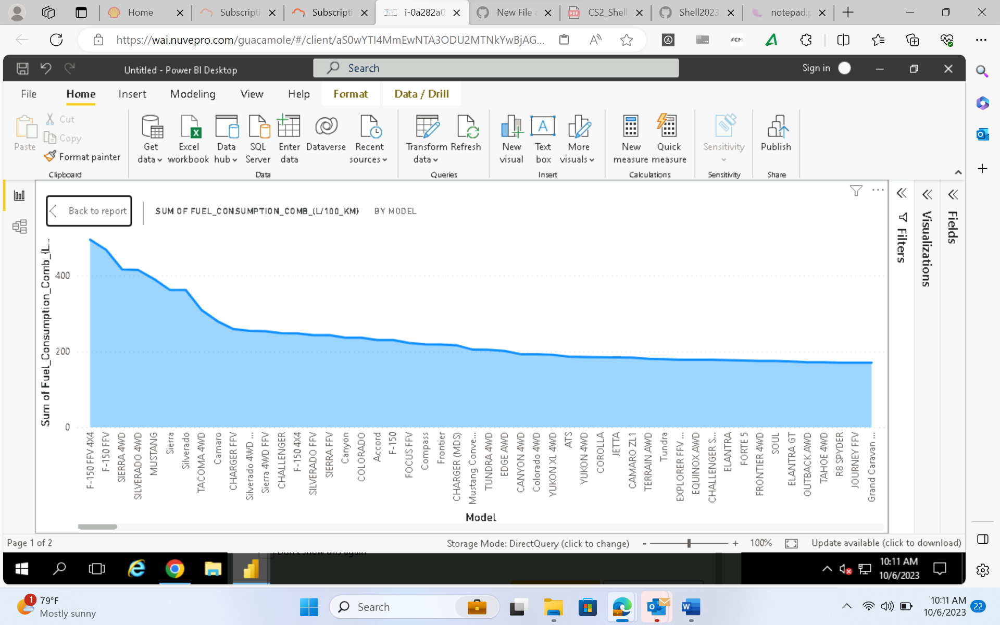 Home
Subscripti
Subscripti
i-0a282a0
New File a
CS2_Shell
Shell2023
notepad.p
https://wai.nuvepro.com/guacamole/#/client/aS0wYTI4MmEwNTA3ODU2MTNkYwBjAG...
Untitled - Power BI Desktop
Search
Sign in
File Home Insert Modeling View Help Format Data / Drill
Paste
Cut
Copy
Format painter
Get data
Excel workbook
Data hub
SQL Server
Enter data
Dataverse
Recent sources
Transform data
Refresh
New visual
Text box
More visuals
New measure
Quick measure
Sensitivity
Publish
Clipboard Data Queries Insert Calculations Sensitivity Share
Back to report
SUM OF FUEL_CONSUMPTION_COMB_(L/100_KM) BY MODEL
Filters
Visualizations
Fields
Sum of Fuel_Consumption_Comb_(L...
400
200
0
F-150 FFV 4X4
F-150 FFV
SIERRA 4WD
SILVERADO 4WD
MUSTANG
Sierra
Silverado
TACOMA 4WD
Camaro
CHARGER FFV
Silverado 4WD ...
Sierra 4WD FFV
CHALLENGER
F-150 4X4
SILVERADO FFV
SIERRA FFV
Canyon
COLORADO
Accord
F-150
FOCUS FFV
Compass
Frontier
CHARGER (MDS)
Mustang Conve...
TUNDRA 4WD
EDGE AWD
CANYON 4WD
Colorado 4WD
YUKON XL 4WD
ATS
YUKON 4WD
COROLLA
JETTA
CAMARO ZL1
TERRAIN AWD
Tundra
EXPLORER FFV ...
EQUINOX AWD
CHALLENGER S...
ELANTRA
FORTE 5
FRONTIER 4WD
SOUL
ELANTRA GT
OUTBACK AWD
TAHOE 4WD
R8 SPYDER
JOURNEY FFV
Grand Caravan ...
Model
Page 1 of 2
Storage Mode: DirectQuery (click to change)
- + 100%
Update available (click to download)
10:11 AM
10/6/2023
1
79°F
Mostly sunny
Search
10:11 AM
10/6/2023
22